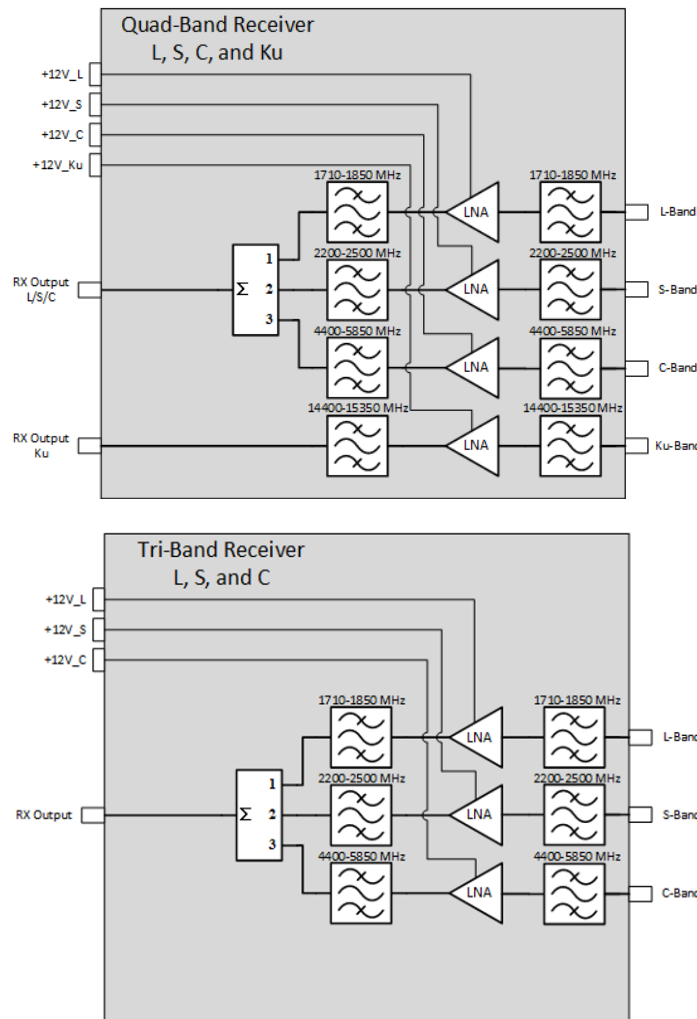 Quad-Band Receiver
L, S, C, and Ku
+12V_L
+12V_S
+12V_C
+12V_Ku
1710-1850 MHz
1710-1850 MHz
LNA
L-Band
1
2200-2500 MHz
2200-2500 MHz
RX Output
L/S/C
Σ
2
LNA
S-Band
3
4400-5850 MHz
4400-5850 MHz
LNA
C-Band
14400-15350 MHz
14400-15350 MHz
RX Output
Ku
LNA
Ku-Band
Tri-Band Receiver
L, S, and C
+12V_L
+12V_S
+12V_C
1710-1850 MHz
1710-1850 MHz
LNA
L-Band
1
2200-2500 MHz
2200-2500 MHz
RX Output
Σ
2
LNA
S-Band
3
4400-5850 MHz
4400-5850 MHz
LNA
C-Band